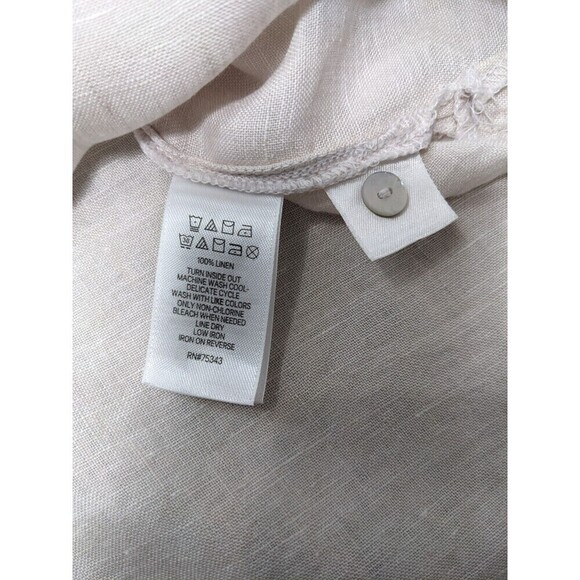 30
100% LINEN
TURN INSIDE OUT
MACHINE WASH COOL-
DELICATE CYCLE
WASH WITH LIKE COLORS
ONLY NON-CHLORINE
BLEACH WHEN NEEDED
LINE DRY
LOW IRON
IRON ON REVERSE
RN#75343